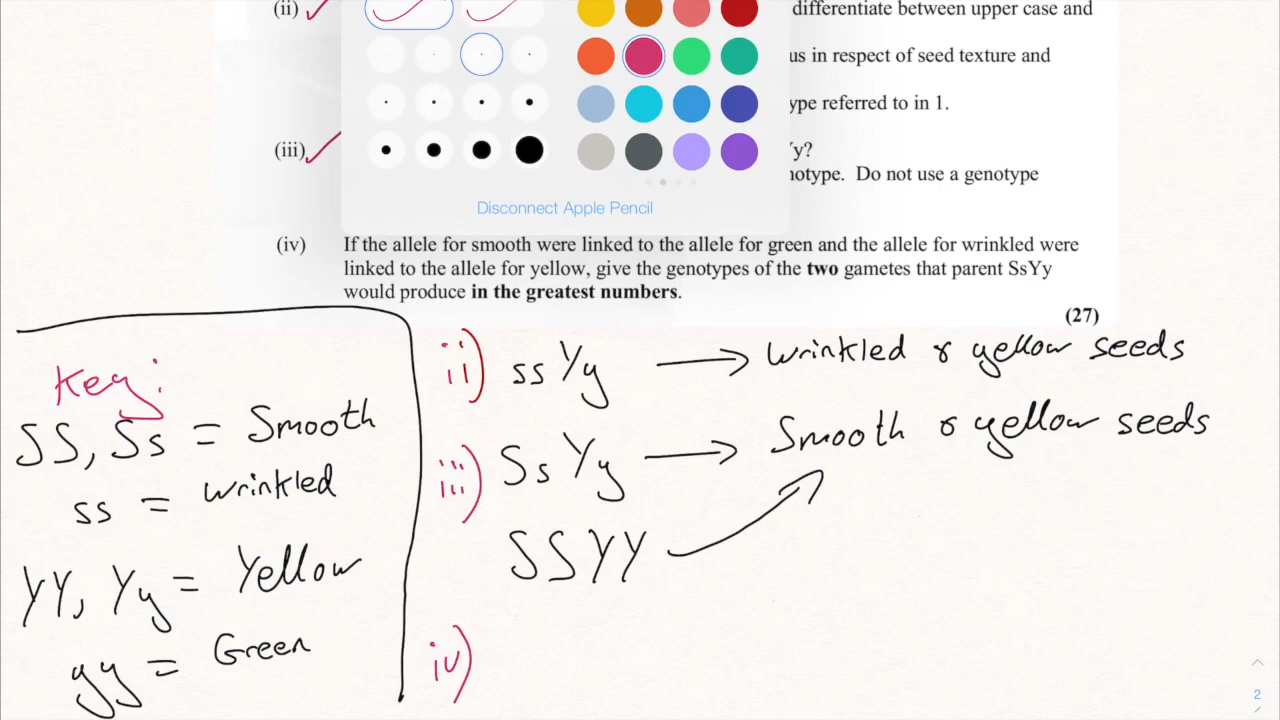 (ii)
differentiate between upper case and
us in respect of seed texture and
ype referred to in 1.
(iii)
Yy?
notype. Do not use a genotype
Disconnect Apple Pencil
(iv) If the allele for smooth were linked to the allele for green and the allele for wrinkled were
linked to the allele for yellow, give the genotypes of the two gametes that parent SsYy
would produce in the greatest numbers.
(27)
Key:
SS, Ss = Smooth
ss = wrinkled
YY, Yy = Yellow
yy = Green
ii) ssYy → wrinkled & yellow seeds
iii) SsYy → Smooth & yellow seeds
SSYY
iv)
2